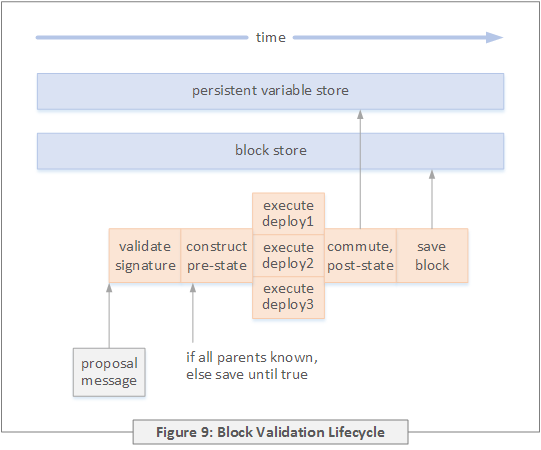 time
persistent variable store
block store
execute
deploy1
validate
signature
construct
pre-state
execute
deploy2
commute,
post-state
save
block
execute
deploy3
proposal
message
if all parents known,
else save until true
Figure 9: Block Validation Lifecycle